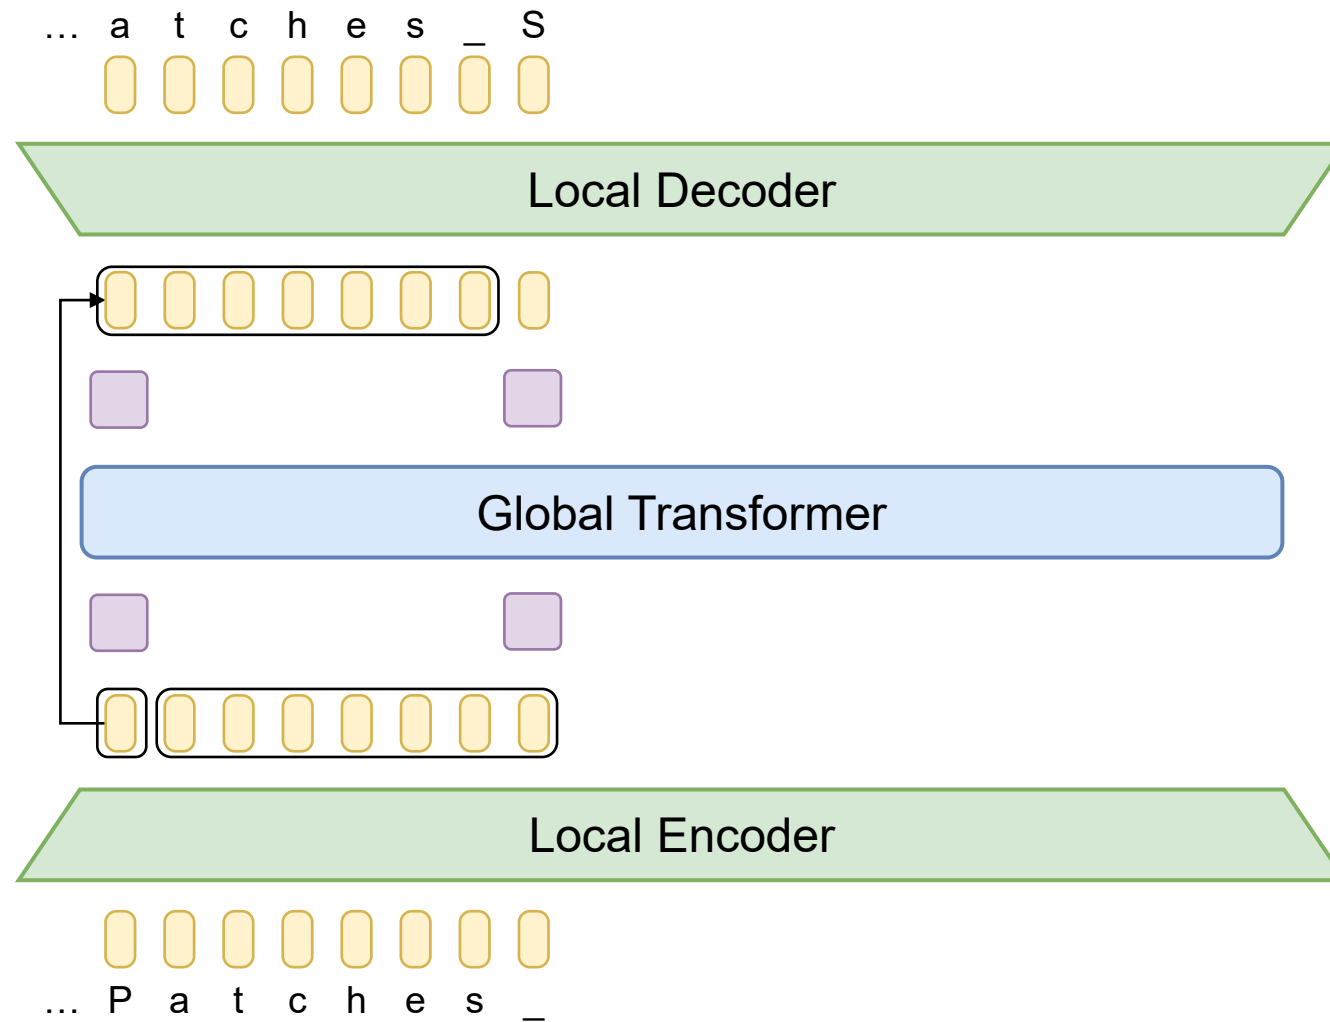 … a t c h e s _ S
Local Decoder
Global Transformer
Local Encoder
… P a t c h e s _